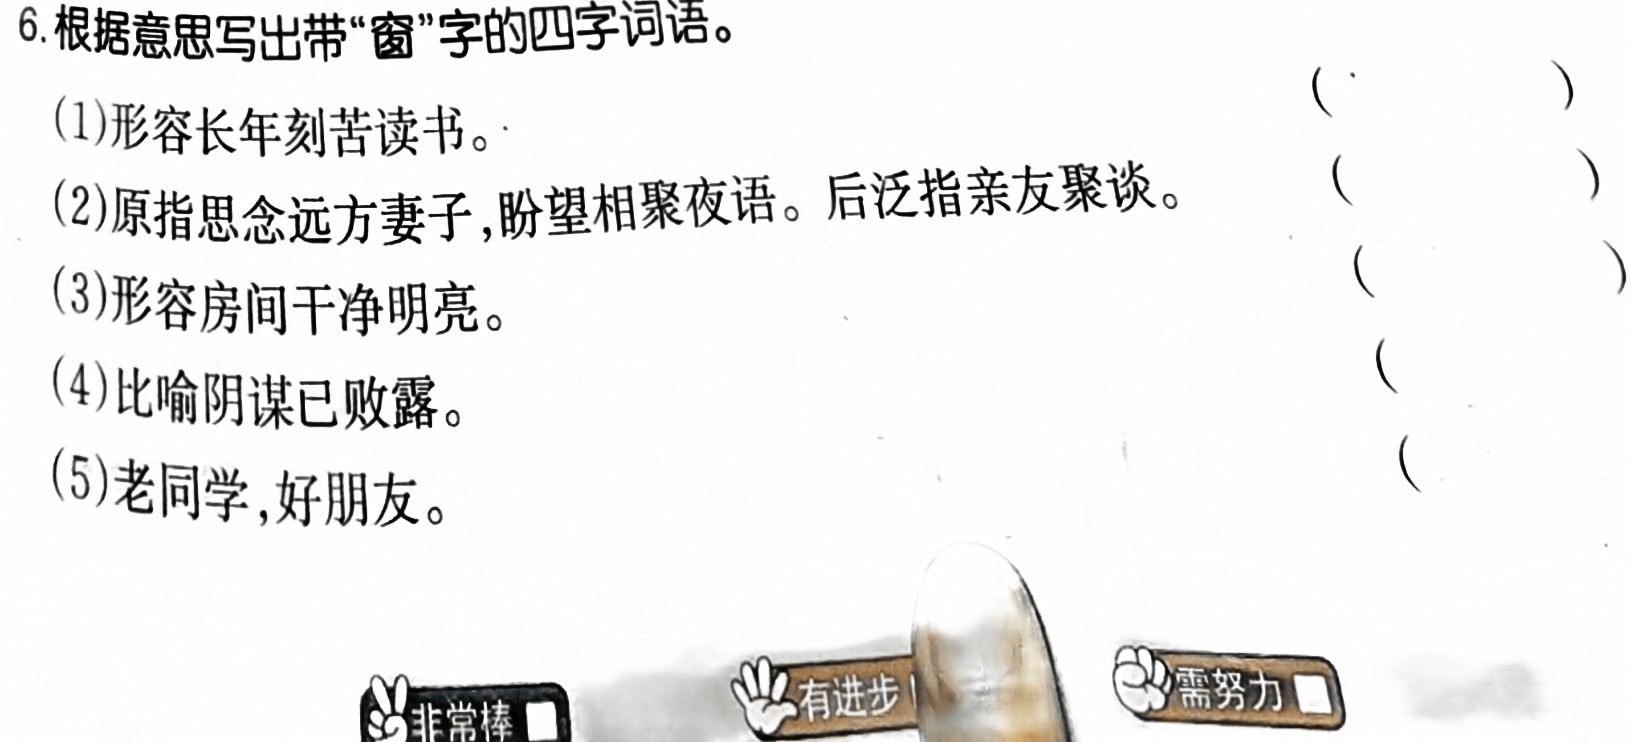 6.根据意思写出带“窗”字的四字词语。
(1)形容长年刻苦读书。 ( )
(2)原指思念远方妻子,盼望相聚夜语。后泛指亲友聚谈。 ( )
(3)形容房间干净明亮。 ( )
(4)比喻阴谋已败露。 (
(5)老同学,好朋友。 (
非常棒 有进步 需努力